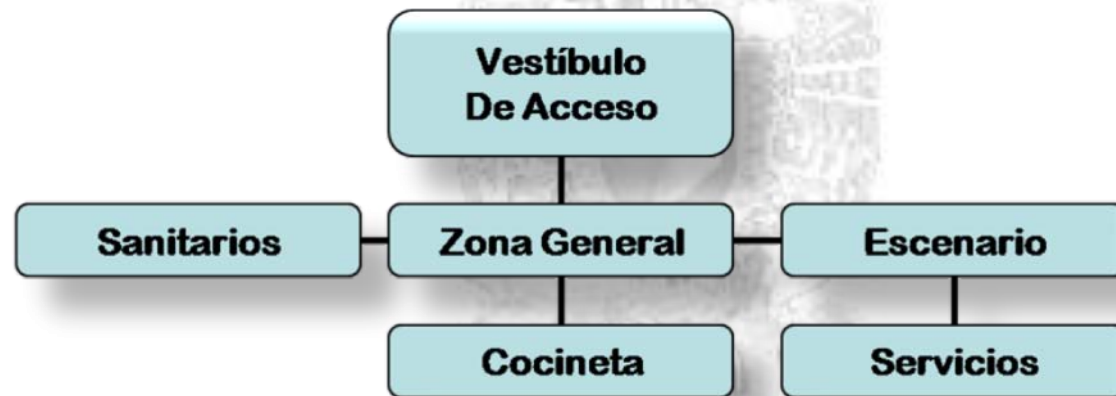 Vestíbulo
De Acceso
Sanitarios
Zona General
Escenario
Cocineta
Servicios